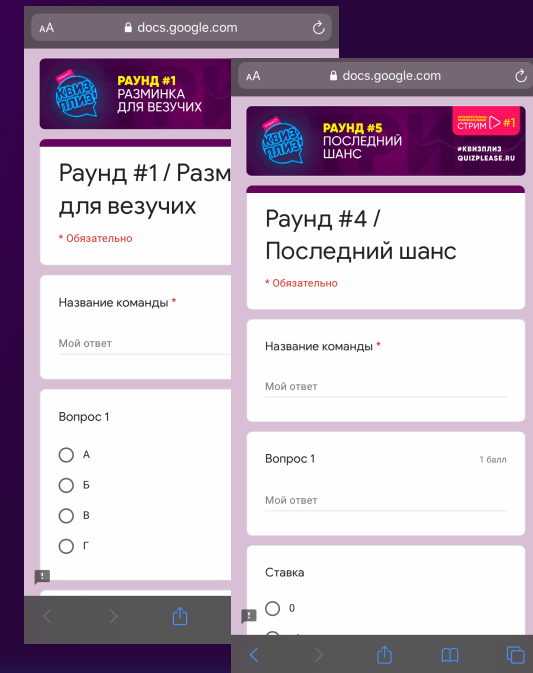 AA docs.google.com
КВИЗ
ПЛИЗ
РАУНД #1
РАЗМИНКА
ДЛЯ ВЕЗУЧИХ
Раунд #1 / Разм
для везучих
* Обязательно
Название команды *
Мой ответ
Вопрос 1
А
Б
В
Г
AA docs.google.com
КВИЗ
ПЛИЗ
РАУНД #5
ПОСЛЕДНИЙ
ШАНС
СТРИМ #1
#КВИЗПЛИЗ
QUIZPLEASE.RU
Раунд #4 /
Последний шанс
* Обязательно
Название команды *
Мой ответ
Вопрос 1 1 балл
Мой ответ
Ставка
0